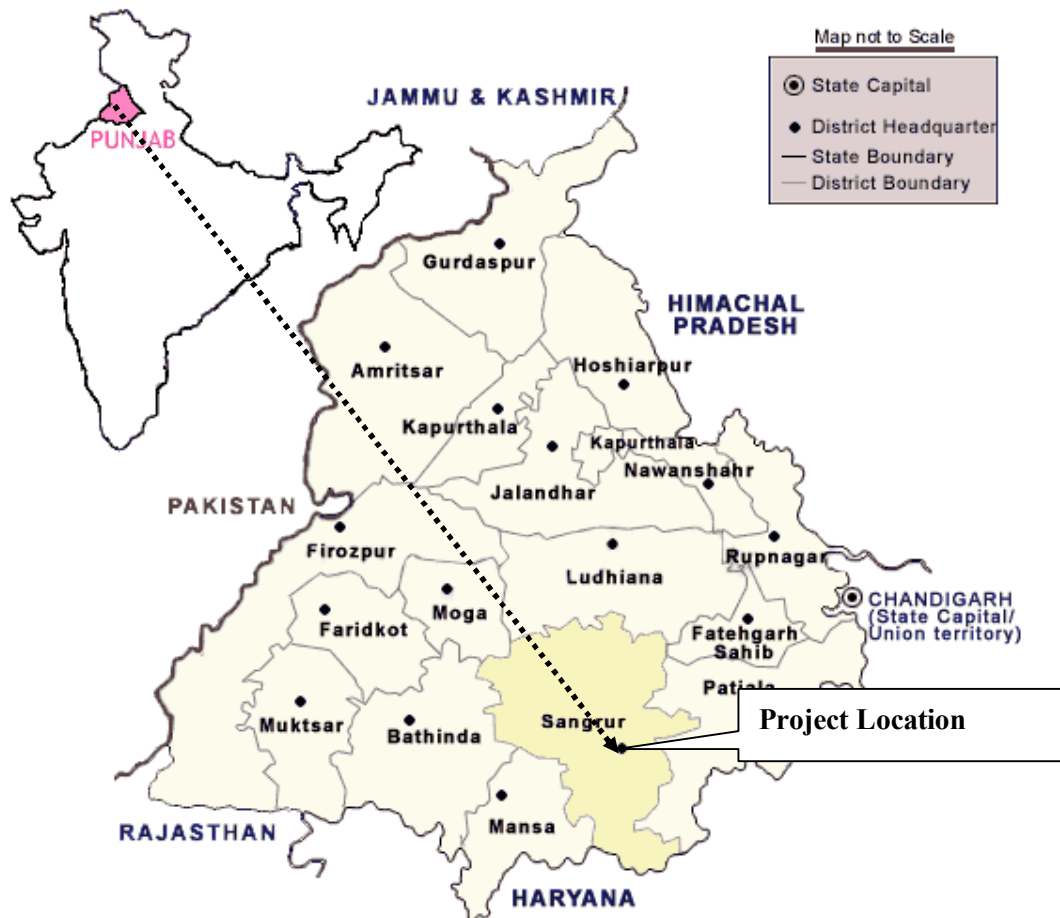 Map not to Scale
State Capital
District Headquarter
State Boundary
District Boundary
PUNJAB
JAMMU & KASHMIR
Gurdaspur
HIMACHAL
PRADESH
Amritsar
Hoshiarpur
Kapurthala
Kapurthala
Nawanshahr
Jalandhar
PAKISTAN
Firozpur
Ludhiana
Rupnagar
Moga
Faridkot
CHANDIGARH
(State Capital/
Union territory)
Fatehgarh
Sahib
Patiala
Muktsar
Bathinda
Sangrur
Project Location
Mansa
RAJASTHAN
HARYANA